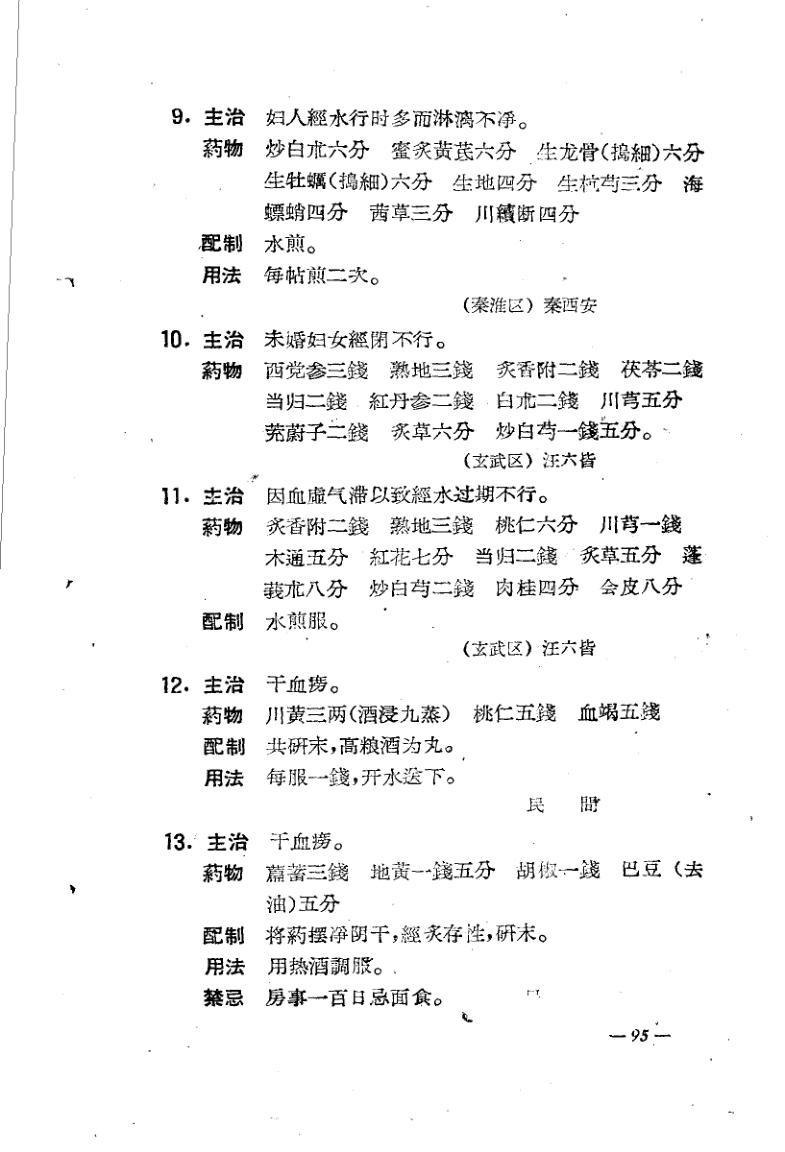 9. 主治 妇人經水行时多而淋漓不净。
葯物 炒白朮六分 蜜炙黃芪六分 生龙骨(搗細)六分
生牡蠣(搗細)六分 生地四分 生杭芍三分 海
螵蛸四分 茜草三分 川續断四分
配制 水煎。
用法 每帖煎二次。
(秦淮区) 秦西安
10. 主治 未婚妇女經閉不行。
葯物 西党参三錢 熟地三錢 炙香附二錢 茯苓二錢
当归二錢 紅丹参二錢 白朮二錢 川芎五分
茺蔚子二錢 炙草六分 炒白芍一錢五分。
(玄武区) 汪六皆
11. 主治 因血虛气滞以致經水过期不行。
葯物 炙香附二錢 熟地三錢 桃仁六分 川芎一錢
木通五分 紅花七分 当归二錢 炙草五分 蓬
莪朮八分 炒白芍二錢 肉桂四分 会皮八分
配制 水煎服。
(玄武区) 汪六皆
12. 主治 干血痨。
葯物 川黄三两(酒浸九蒸) 桃仁五錢 血竭五錢
配制 共研末,高粮酒为丸。
用法 每服一錢,开水送下。
民 間
13. 主治 干血痨。
葯物 萹蓄三錢 地黄一錢五分 胡椒一錢 巴豆(去
油)五分
配制 将葯摆净阴干,經炙存性,研末。
用法 用热酒調服。
禁忌 房事一百日忌面食。
—95—